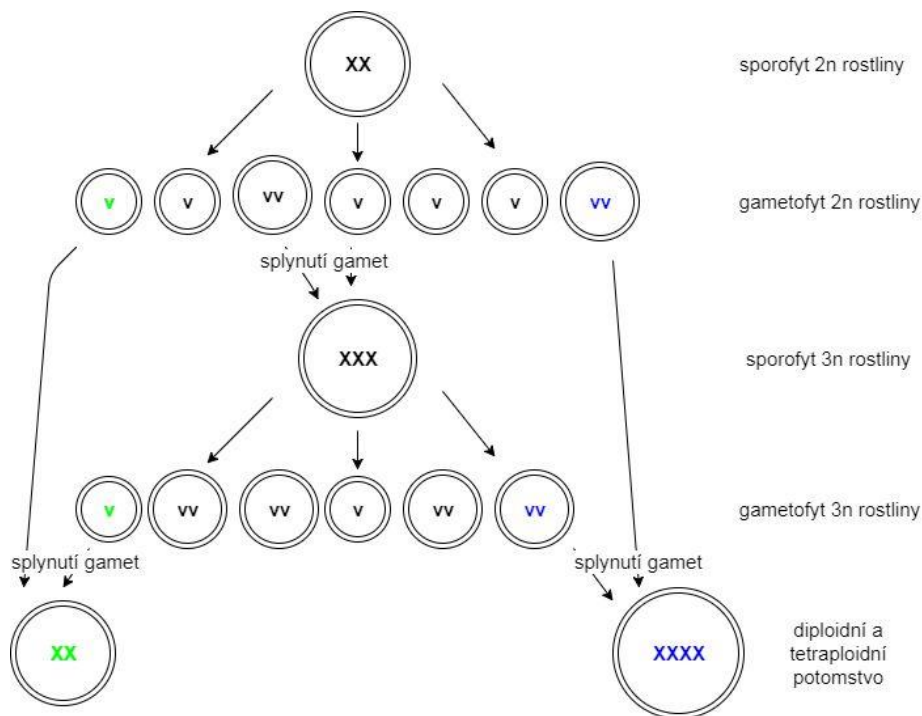 XX
sporofyt 2n rostliny
v v vv v v v vv
gametofyt 2n rostliny
splynutí gamet
XXX
sporofyt 3n rostliny
v vv vv v vv vv
gametofyt 3n rostliny
splynutí gamet
splynutí gamet
XX
XXXX
diploidní a
tetraploidní
potomstvo